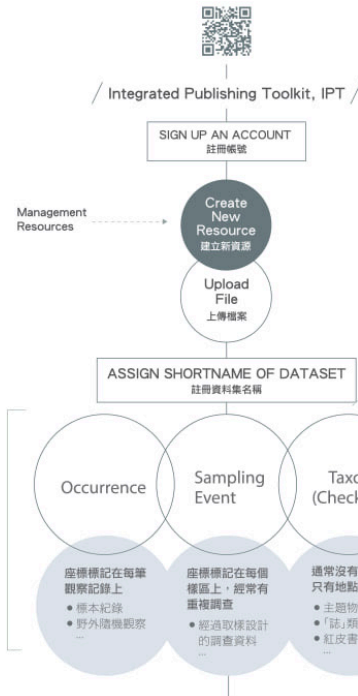 Integrated Publishing Toolkit, IPT
SIGN UP AN ACCOUNT
註冊帳號
Management
Resources
Create
New
Resource
建立新資源
Upload
File
上傳檔案
ASSIGN SHORTNAME OF DATASET
註冊資料集名稱
Occurrence
Sampling
Event
Taxo
(Check
座標標記在每筆
觀察記錄上
• 標本紀錄
• 野外隨機觀察
...
座標標記在每個
樣區上，經常有
重複調查
• 經過取樣設計
的調查資料
...
通常沒有
只有地點
• 主題物
• 「誌」類
• 紅皮書
...